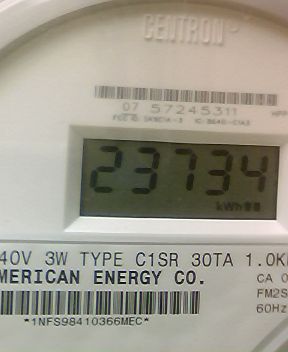 CENTRON
07 57245311
23734
kWh
40V 3W TYPE C1SR 30TA 1.0K
MERICAN ENERGY CO.
CA 0
FM2S
60Hz
*1NFS98410366MEC*